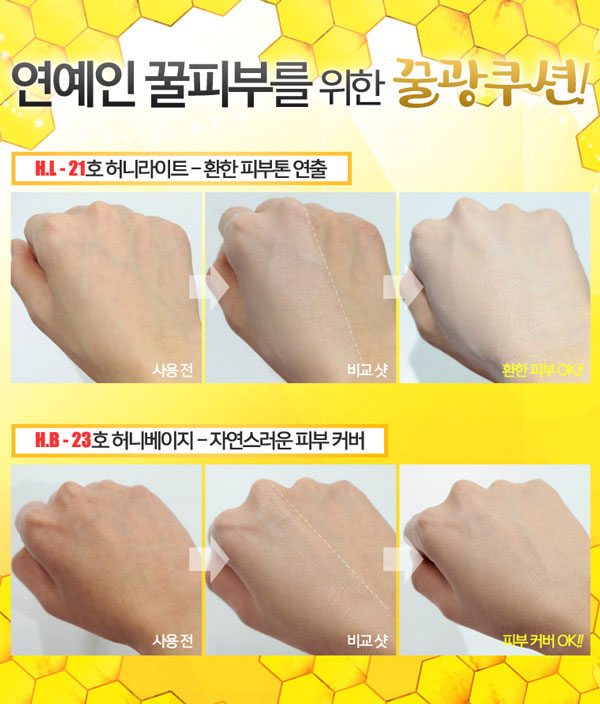 연예인 꿀피부를 위한 꿀광쿠션!
H.L - 21호 허니라이트 – 환한 피부톤 연출
사용 전
비교 샷
환한 피부 OK!!
H.B - 23호 허니베이지 – 자연스러운 피부 커버
사용 전
비교 샷
피부 커버 OK!!